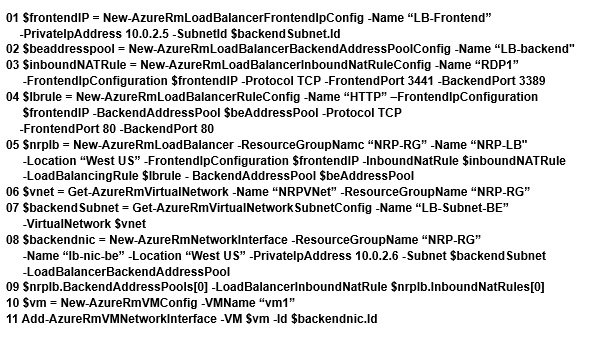 01 $frontendIP = New-AzureRmLoadBalancerFrontendIpConfig -Name “LB-Frontend”
-PrivateIpAddress 10.0.2.5 -SubnetId $backendSubnet.Id
02 $beaddresspool = New-AzureRmLoadBalancerBackendAddressPoolConfig -Name “LB-backend"
03 $inboundNATRule = New-AzureRmLoadBalancerInboundNatRuleConfig -Name “RDP1”
-FrontendIpConfiguration $frontendIP -Protocol TCP -FrontendPort 3441 -BackendPort 3389
04 $lbrule = New-AzureRmLoadBalancerRuleConfig -Name “HTTP” –FrontendIpConfiguration
$frontendIP -BackendAddressPool $beAddressPool -Protocol TCP
-FrontendPort 80 -BackendPort 80
05 $nrplb = New-AzureRmLoadBalancer -ResourceGroupNamc “NRP-RG” -Name “NRP-LB"
-Location “West US” -FrontendIpConfiguration $frontendIP -InboundNatRule $inboundNATRule
-LoadBalancingRule $lbrule - BackendAddressPool $beAddressPool
06 $vnet = Get-AzureRmVirtualNetwork -Name “NRPVNet” -ResourceGroupName “NRP-RG”
07 $backendSubnet = Get-AzureRmVirtualNetworkSubnetConfig -Name “LB-Subnet-BE”
-VirtualNetwork $vnet
08 $backendnic = New-AzureRmNetworkInterface -ResourceGroupName “NRP-RG”
-Name “lb-nic-be” -Location “West US” -PrivateIpAddress 10.0.2.6 -Subnet $backendSubnet
-LoadBalancerBackendAddressPool
09 $nrplb.BackendAddressPools[0] -LoadBalancerInboundNatRule $nrplb.InboundNatRules[0]
10 $vm = New-AzureRmVMConfig -VMName “vm1”
11 Add-AzureRmVMNetworkInterface -VM $vm -Id $backendnic.Id